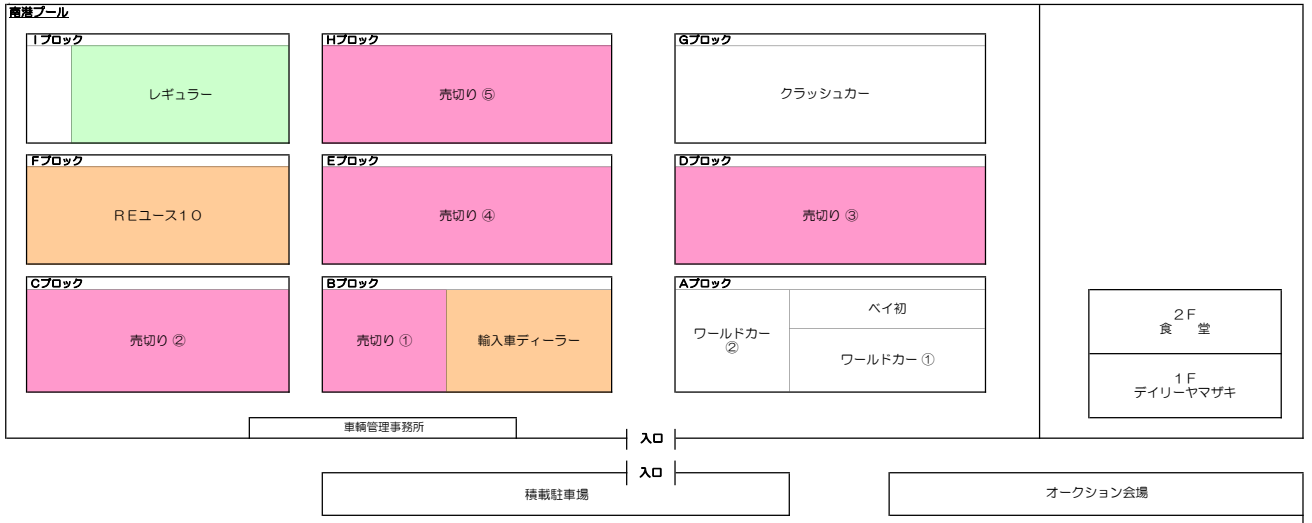 南港プール
Iブロック
レギュラー
Hブロック
売切り ⑤
Gブロック
クラッシュカー
Fブロック
REユース10
Eブロック
売切り ④
Dブロック
売切り ③
Cブロック
売切り ②
Bブロック
売切り ①
輸入車ディーラー
Aブロック
ワールドカー
②
ベイ初
ワールドカー ①
2F
食　堂
1F
デイリーヤマザキ
車輌管理事務所
入口
入口
積載駐車場
オークション会場